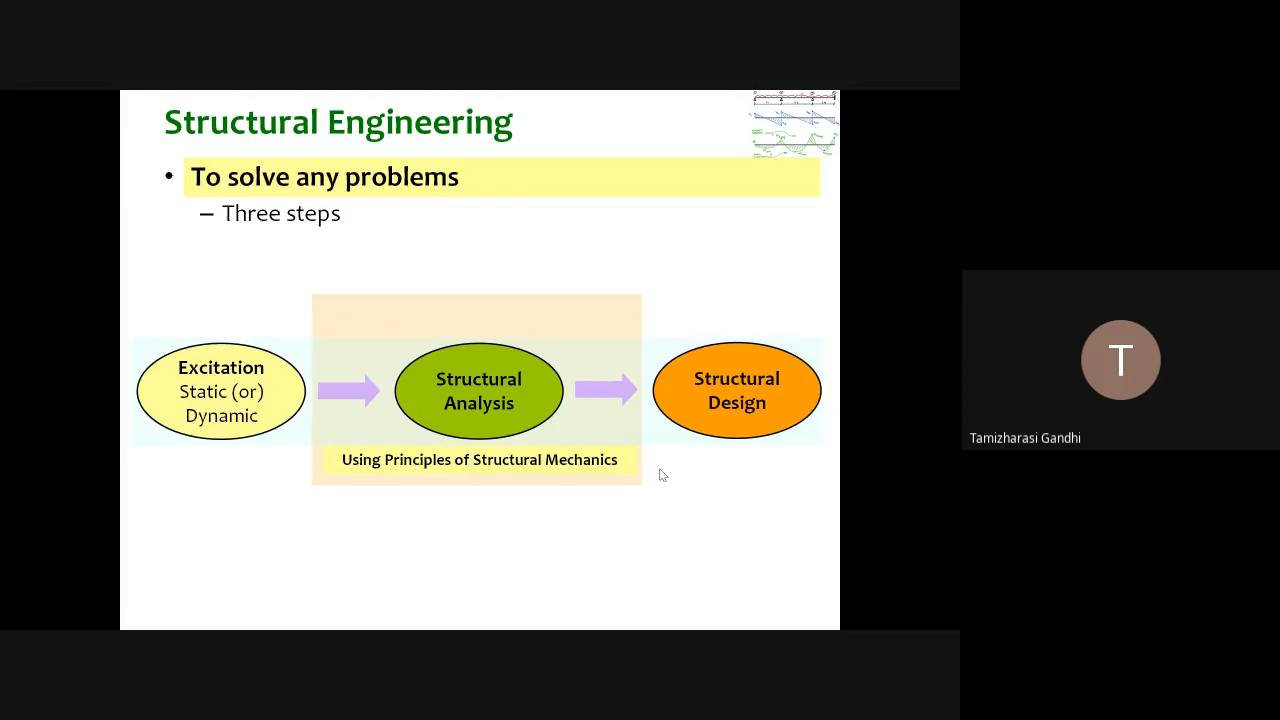 Structural Engineering
• To solve any problems
– Three steps
Excitation
Static (or)
Dynamic
Structural
Analysis
Structural
Design
Using Principles of Structural Mechanics
T
Tamizharasi Gandhi